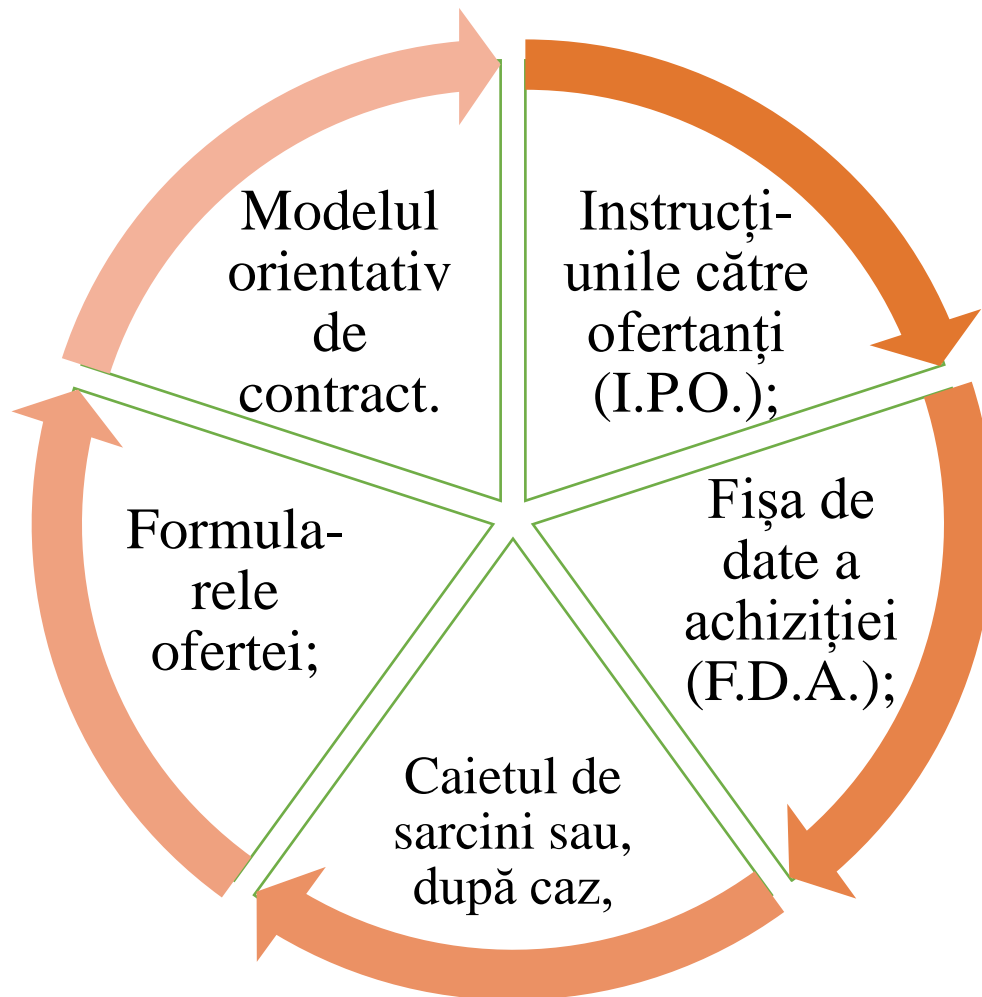 Instrucți-
unile către
ofertanți
(I.P.O.);
Fișa de
date a
achiziției
(F.D.A.);
Caietul de
sarcini sau,
după caz,
Formula-
rele
ofertei;
Modelul
orientativ
de
contract.